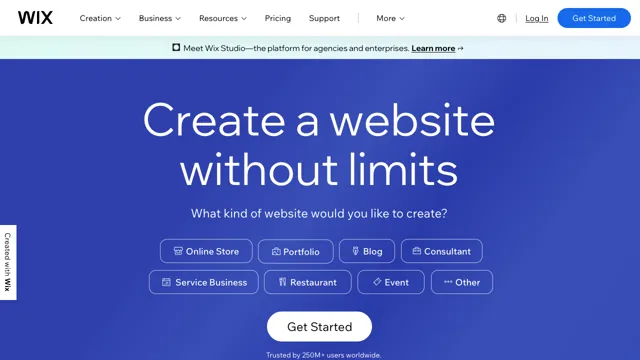 WIX
Creation
Business
Resources
Pricing
Support
More
Log In
Get Started
Meet Wix Studio—the platform for agencies and enterprises. Learn more →
Create a website
without limits
What kind of website would you like to create?
Online Store
Portfolio
Blog
Consultant
Service Business
Restaurant
Event
Other
Get Started
Trusted by 250M+ users worldwide.
Created with Wix